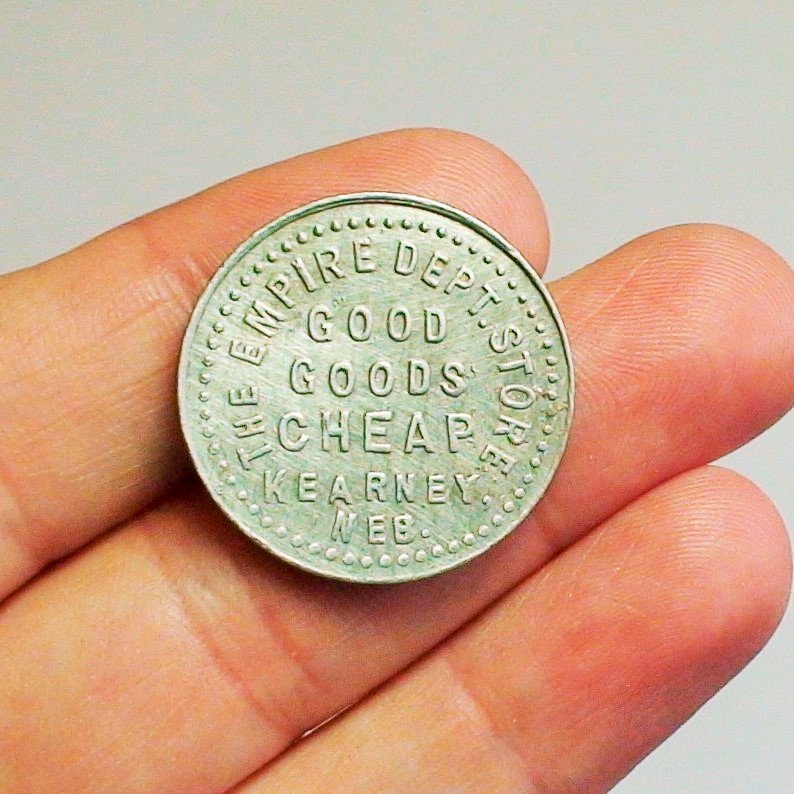 THE EMPIRE DEPT. STORE
GOOD
GOODS
CHEAP
KEARNEY,
NEB.